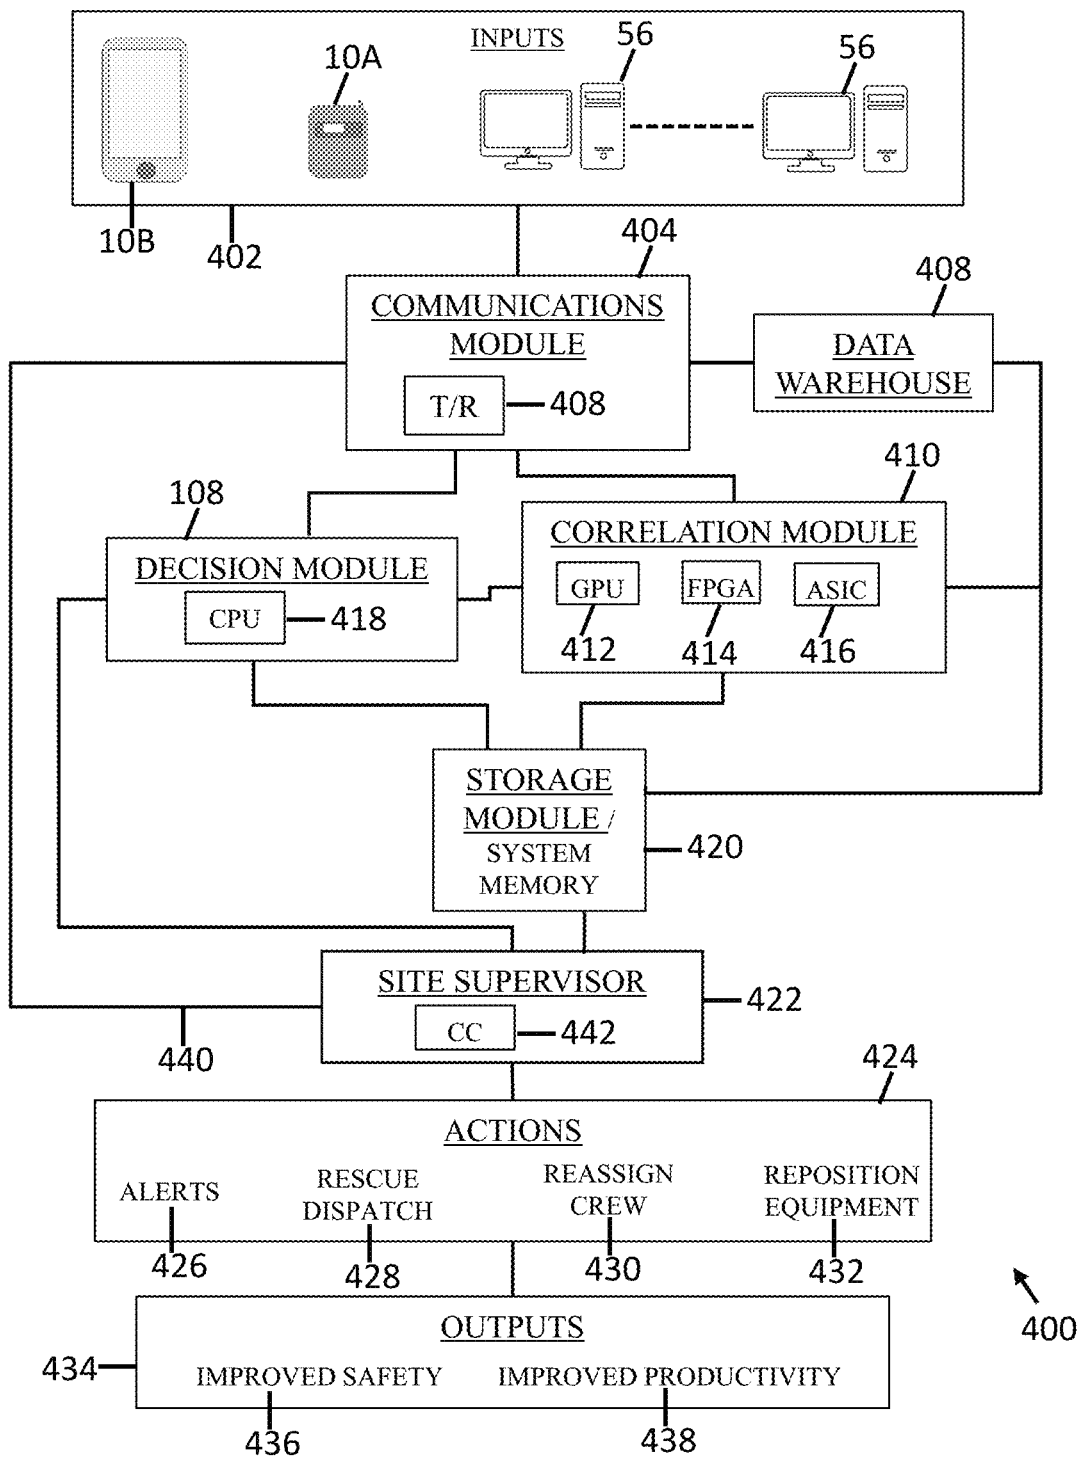 INPUTS
56
56
10A
10B
402
404
COMMUNICATIONS
MODULE
T/R
408
408
DATA
WAREHOUSE
410
108
DECISION MODULE
CPU
418
CORRELATION MODULE
GPU
FPGA
ASIC
412
414
416
STORAGE
MODULE /
SYSTEM
MEMORY
420
SITE SUPERVISOR
CC
442
422
440
424
ACTIONS
ALERTS
RESCUE
DISPATCH
REASSIGN
CREW
REPOSITION
EQUIPMENT
426
428
430
432
400
OUTPUTS
434
IMPROVED SAFETY
IMPROVED PRODUCTIVITY
436
438